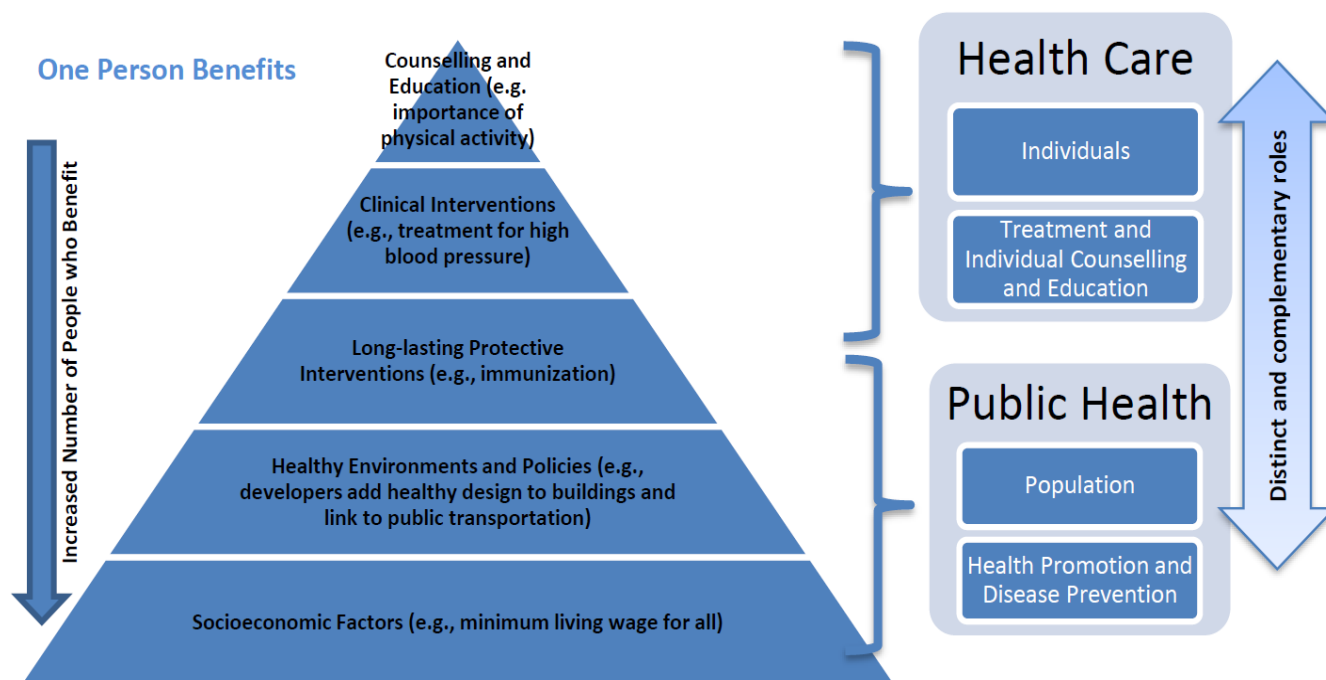 One Person Benefits
Increased Number of People who Benefit
Counselling and
Education (e.g.
importance of
physical activity)
Clinical Interventions
(e.g., treatment for high
blood pressure)
Long-lasting Protective
Interventions (e.g., immunization)
Healthy Environments and Policies (e.g.,
developers add healthy design to buildings and
link to public transportation)
Socioeconomic Factors (e.g., minimum living wage for all)
Health Care
Individuals
Treatment and
Individual Counselling
and Education
Public Health
Population
Health Promotion and
Disease Prevention
Distinct and complementary roles